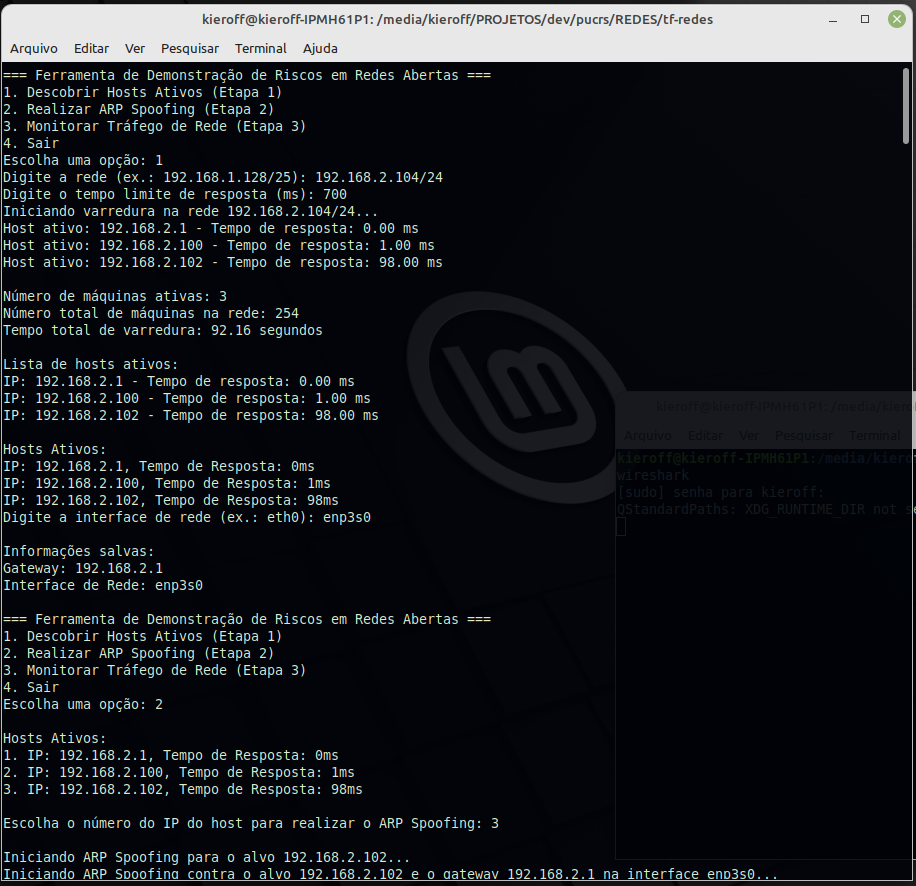 kieroff@kieroff-IPMH61P1: /media/kieroff/PROJETOS/dev/pucrs/REDES/tf-redes
Arquivo Editar Ver Pesquisar Terminal Ajuda
=== Ferramenta de Demonstração de Riscos em Redes Abertas ===
1. Descobrir Hosts Ativos (Etapa 1)
2. Realizar ARP Spoofing (Etapa 2)
3. Monitorar Tráfego de Rede (Etapa 3)
4. Sair
Escolha uma opção: 1
Digite a rede (ex.: 192.168.1.128/25): 192.168.2.104/24
Digite o tempo limite de resposta (ms): 700
Iniciando varredura na rede 192.168.2.104/24...
Host ativo: 192.168.2.1 - Tempo de resposta: 0.00 ms
Host ativo: 192.168.2.100 - Tempo de resposta: 1.00 ms
Host ativo: 192.168.2.102 - Tempo de resposta: 98.00 ms
Número de máquinas ativas: 3
Número total de máquinas na rede: 254
Tempo total de varredura: 92.16 segundos
Lista de hosts ativos:
IP: 192.168.2.1 - Tempo de resposta: 0.00 ms
IP: 192.168.2.100 - Tempo de resposta: 1.00 ms
IP: 192.168.2.102 - Tempo de resposta: 98.00 ms
Hosts Ativos:
IP: 192.168.2.1, Tempo de Resposta: 0ms
IP: 192.168.2.100, Tempo de Resposta: 1ms
IP: 192.168.2.102, Tempo de Resposta: 98ms
Digite a interface de rede (ex.: eth0): enp3s0
Informações salvas:
Gateway: 192.168.2.1
Interface de Rede: enp3s0
=== Ferramenta de Demonstração de Riscos em Redes Abertas ===
1. Descobrir Hosts Ativos (Etapa 1)
2. Realizar ARP Spoofing (Etapa 2)
3. Monitorar Tráfego de Rede (Etapa 3)
4. Sair
Escolha uma opção: 2
Hosts Ativos:
1. IP: 192.168.2.1, Tempo de Resposta: 0ms
2. IP: 192.168.2.100, Tempo de Resposta: 1ms
3. IP: 192.168.2.102, Tempo de Resposta: 98ms
Escolha o número do IP do host para realizar o ARP Spoofing: 3
Iniciando ARP Spoofing para o alvo 192.168.2.102...
Iniciando ARP Spoofing contra o alvo 192.168.2.102 e o gateway 192.168.2.1 na interface enp3s0...
kieroff@kieroff-IPMH61P1: /media/kierof
Arquivo Editar Ver Pesquisar Terminal
kieroff@kieroff-IPMH61P1:/media/kierof
wireshark
[sudo] senha para kieroff:
QStandardPaths: XDG_RUNTIME_DIR not se